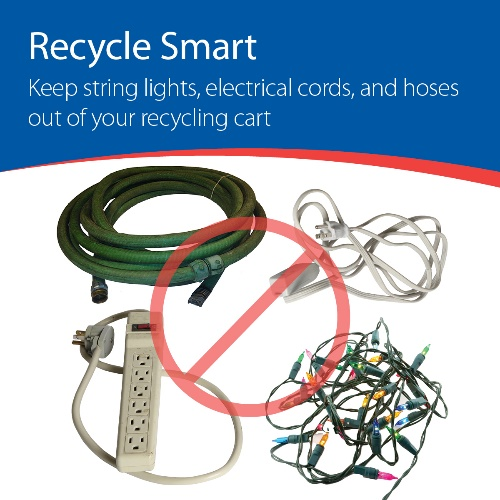 Recycle Smart
Keep string lights, electrical cords, and hoses
out of your recycling cart